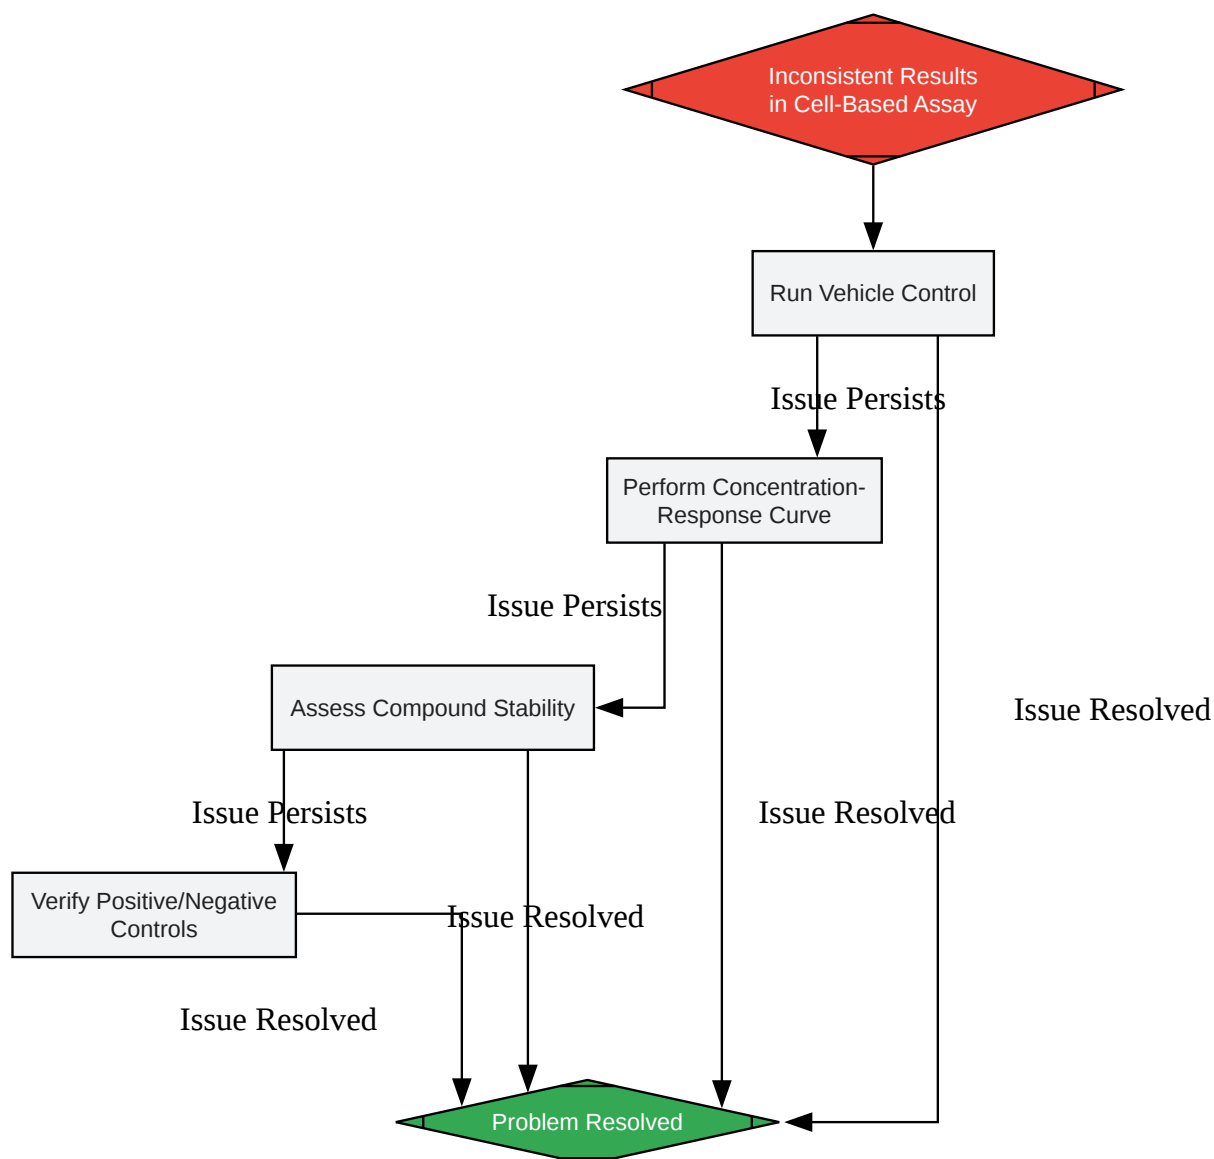 Inconsistent Results
in Cell-Based Assay
Run Vehicle Control
Issue Persists
Perform Concentration-
Response Curve
Issue Persists
Assess Compound Stability
Issue Resolved
Issue Persists
Issue Resolved
Verify Positive/Negative
Controls
Issue Resolved
Issue Resolved
Problem Resolved